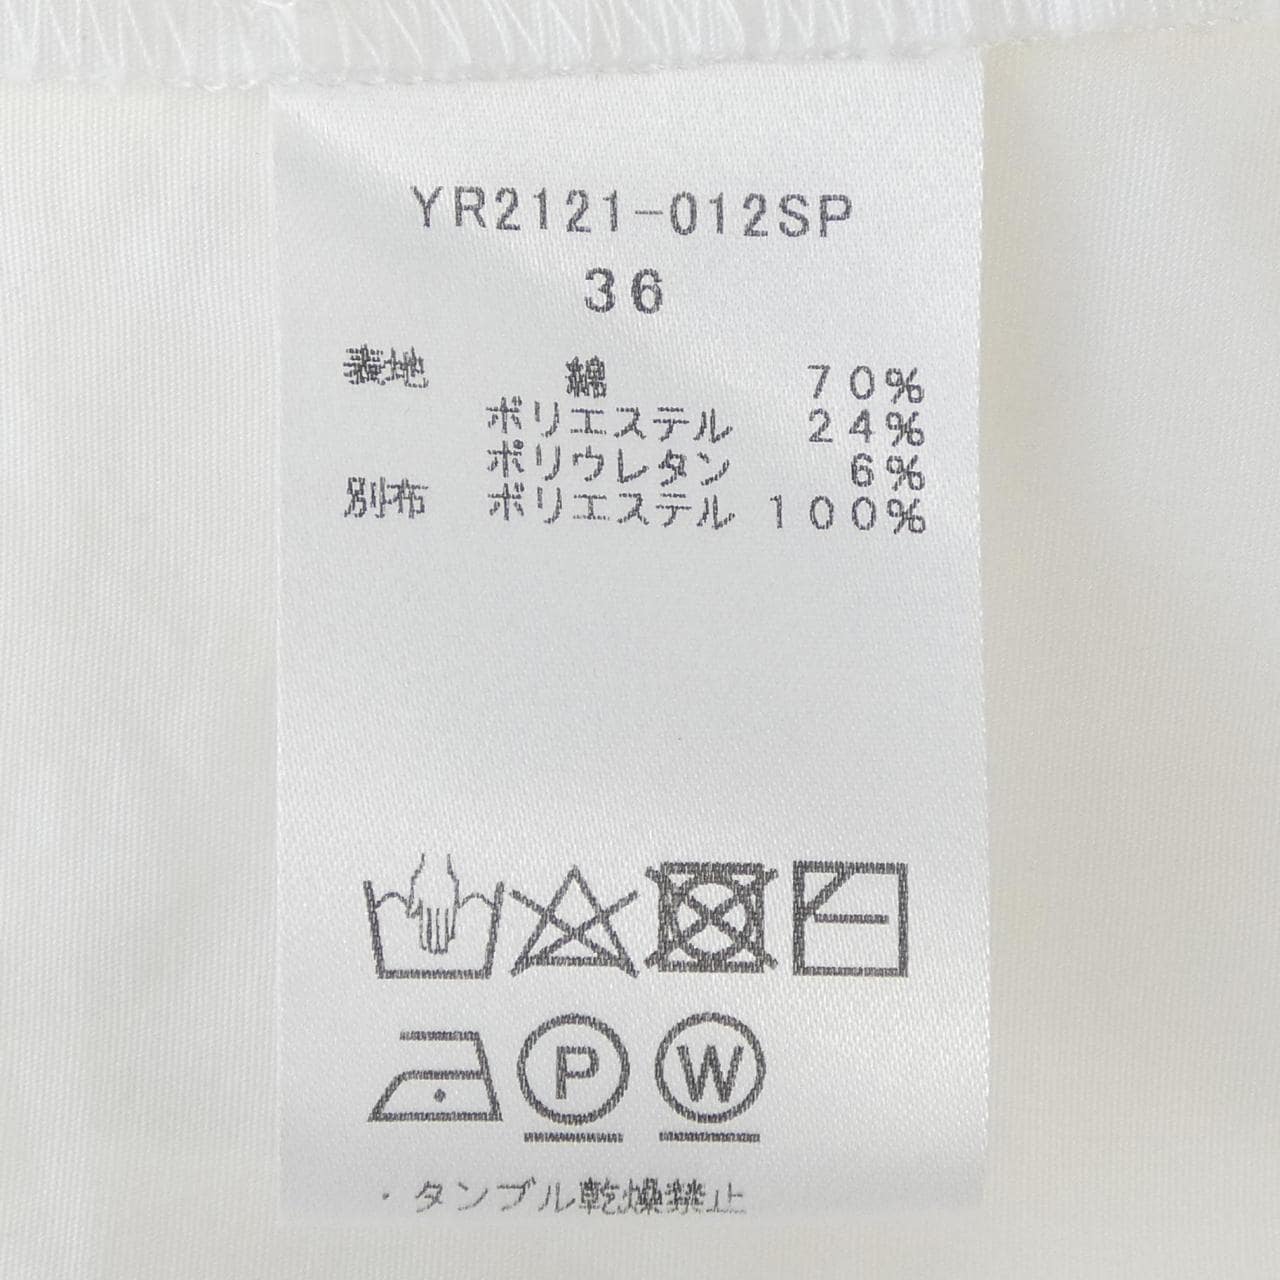 YR2121-012SP
36
表地 綿 70%
ポリエステル 24%
ポリウレタン 6%
別布 ポリエステル 100%
P W
・タンブル乾燥禁止